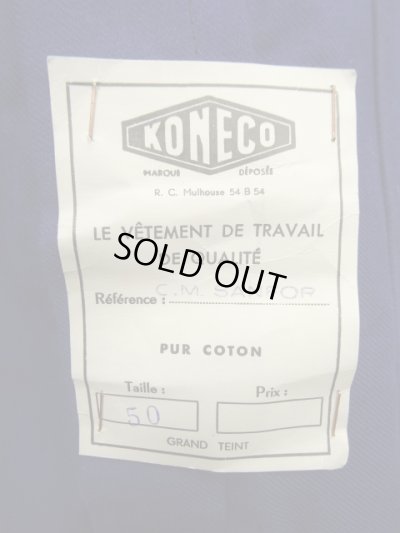 KONECO
MARQUE DÉPOSÉE
R. C. Mulhouse 54 B 54
LE VÊTEMENT DE TRAVAIL
DE QUALITÉ
SOLD OUT
Référence : C.M.
PUR COTON
Taille : Prix :
50
GRAND TEINT